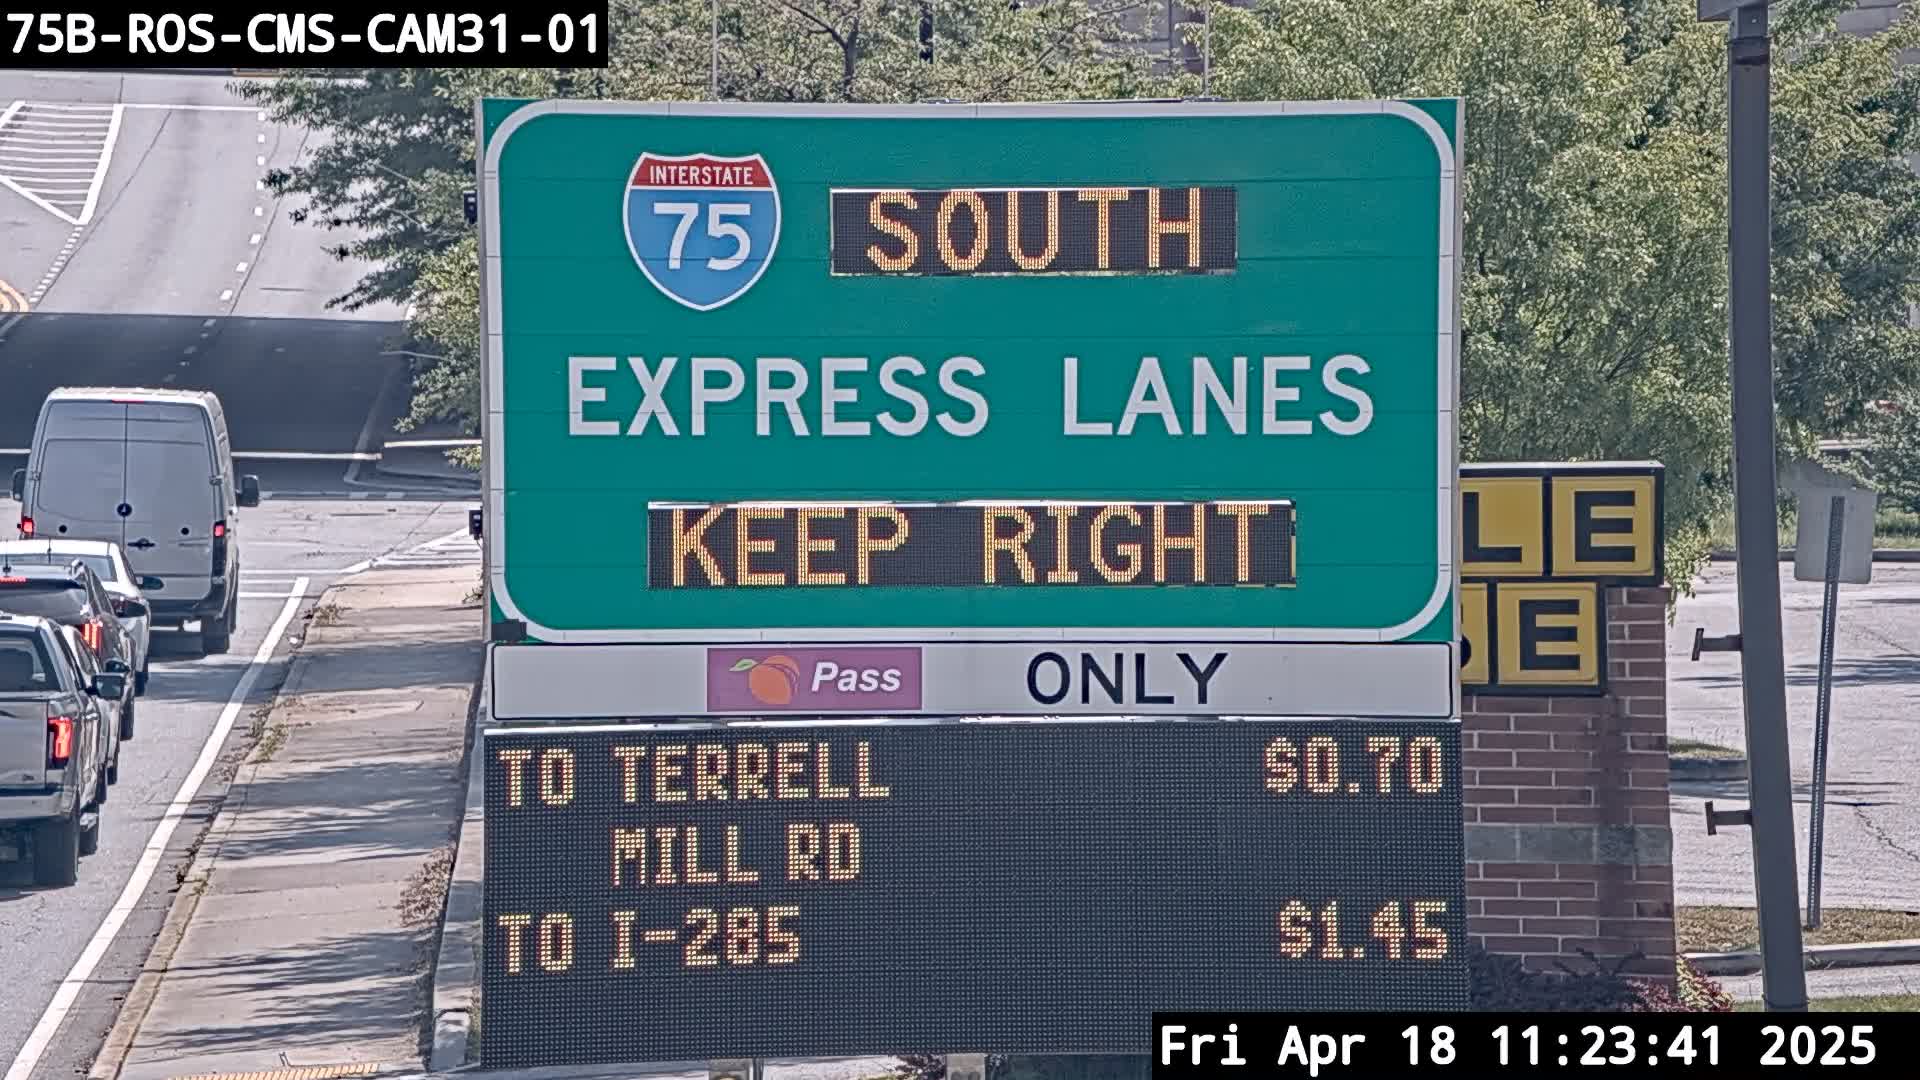 75B-ROS-CMS-CAM31-01
INTERSTATE
75
SOUTH
EXPRESS LANES
KEEP RIGHT
Pass ONLY
TO TERRELL $0.70
MILL RD
TO I-285 $1.45
LE
E
Fri Apr 18 11:23:41 2025